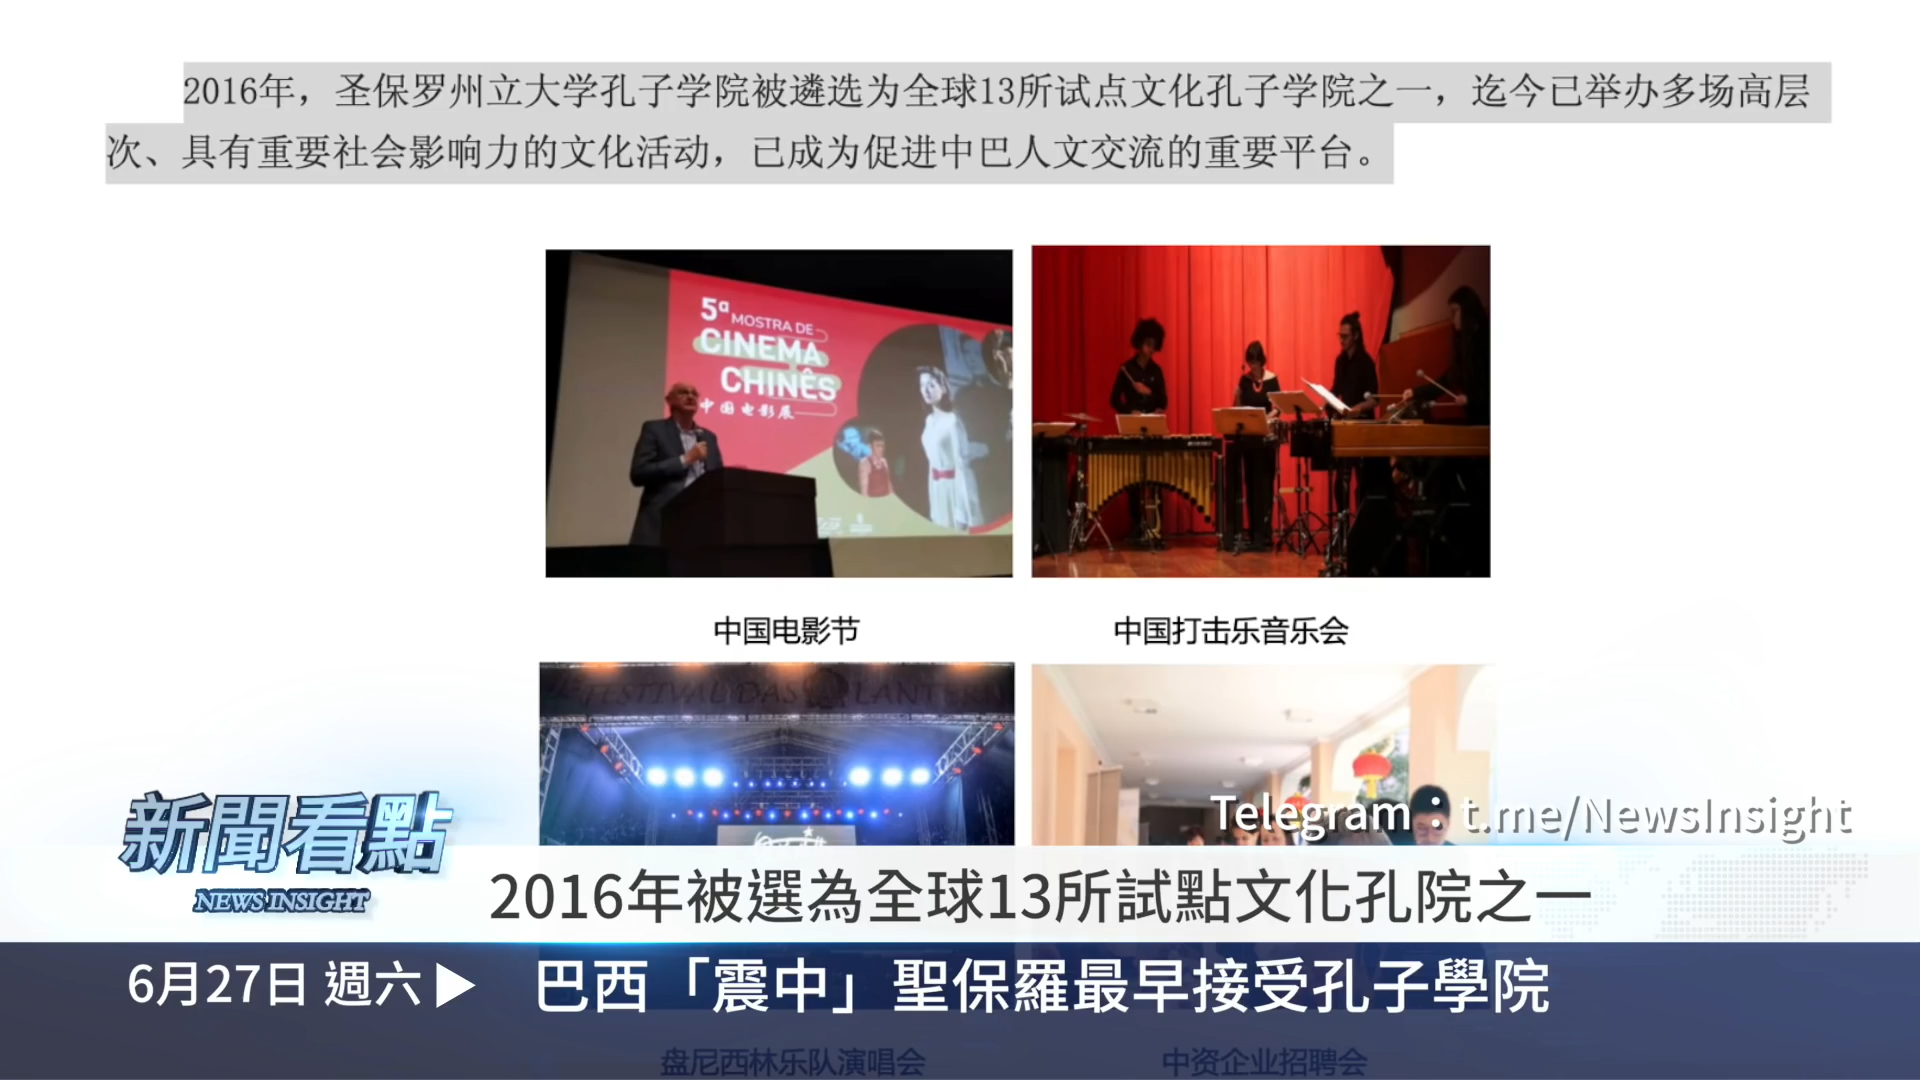 2016年，圣保罗州立大学孔子学院被遴选为全球13所试点文化孔子学院之一，迄今已举办多场高层
次、具有重要社会影响力的文化活动，已成为促进中巴人文交流的重要平台。
5ª MOSTRA DE
CINEMA
CHINÊS
中国电影展
中国电影节
中国打击乐音乐会
FESTIVAL DAS LANTERN
Telegram：t.me/NewsInsight
新聞看點
NEWS INSIGHT
2016年被選為全球13所試點文化孔院之一
6月27日 週六▶
巴西「震中」聖保羅最早接受孔子學院
盘尼西林乐队演唱会
中资企业招聘会